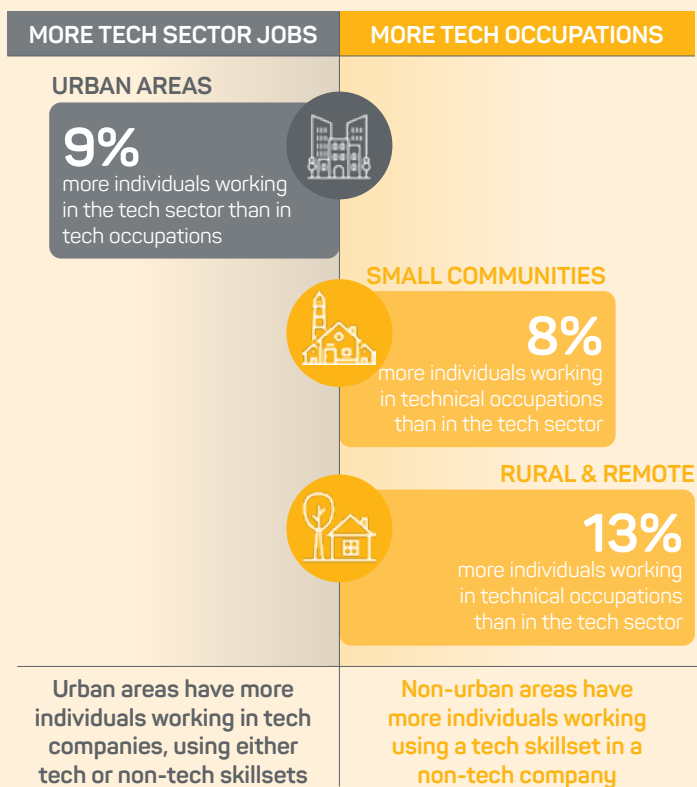 MORE TECH SECTOR JOBS
MORE TECH OCCUPATIONS
URBAN AREAS
9%
more individuals working
in the tech sector than in
tech occupations
SMALL COMMUNITIES
8%
more individuals working
in technical occupations
than in the tech sector
RURAL & REMOTE
13%
more individuals working
in technical occupations
than in the tech sector
Urban areas have more
individuals working in tech
companies, using either
tech or non-tech skillsets
Non-urban areas have
more individuals working
using a tech skillset in a
non-tech company